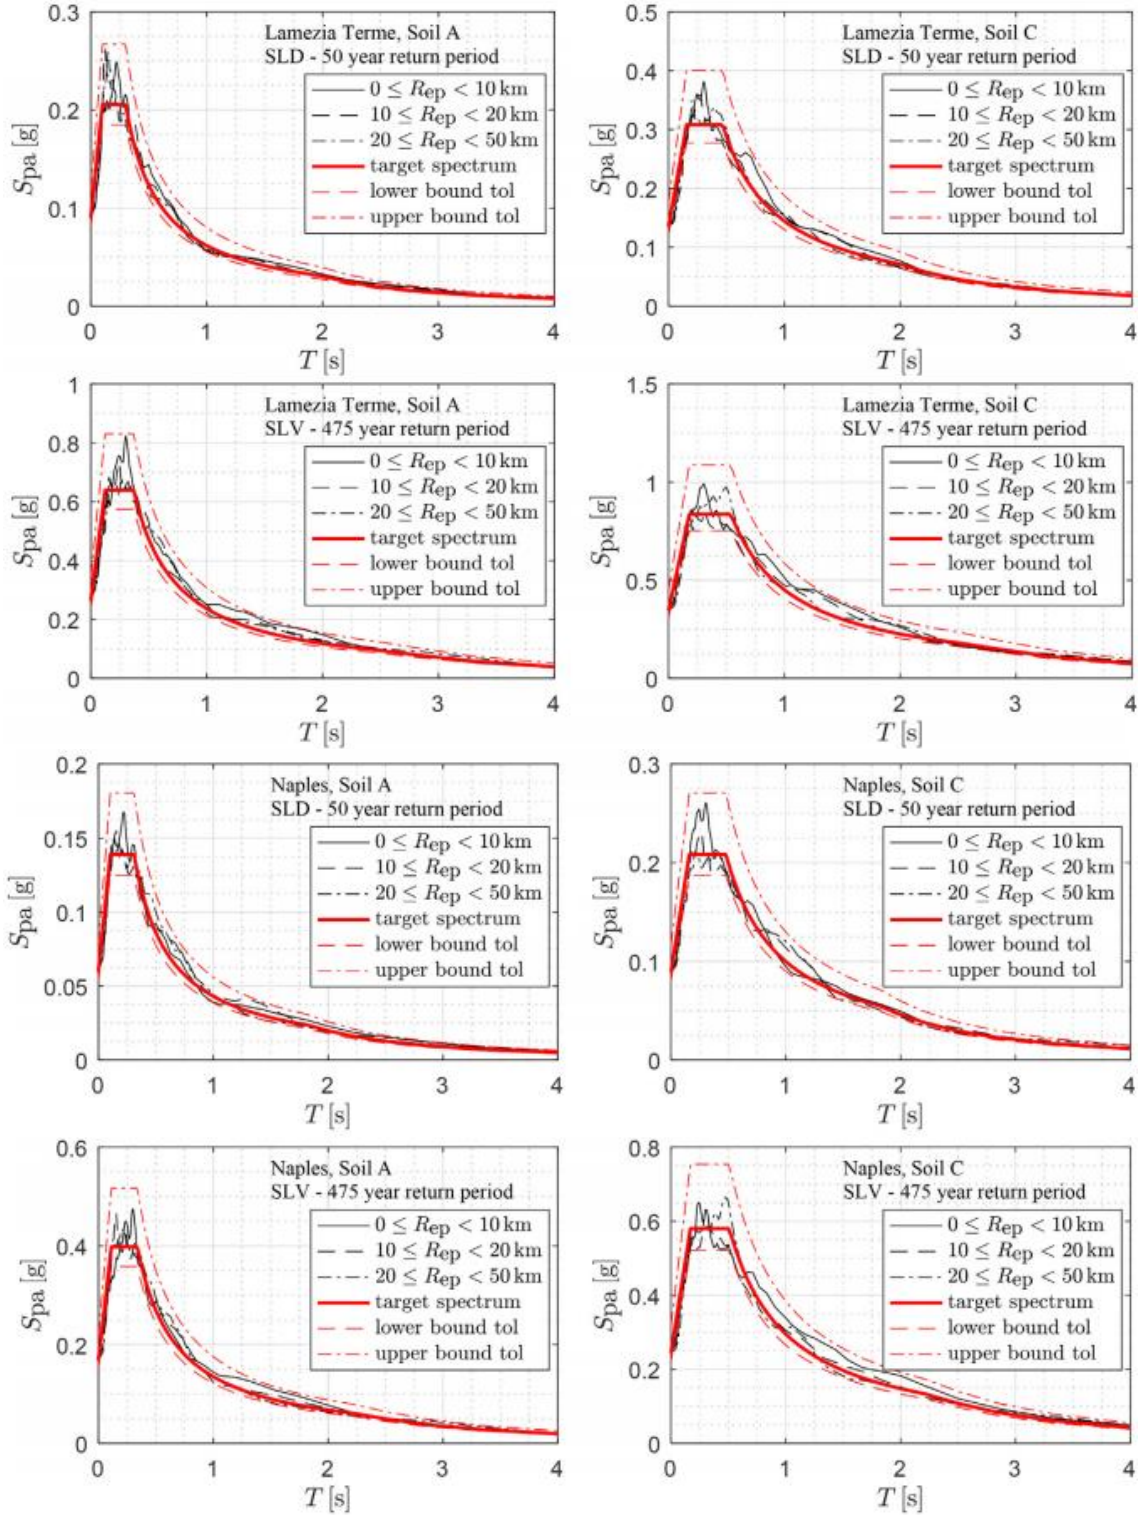 0.3
0.2
0.1
0
Spa [g]
Lamezia Terme, Soil A
SLD - 50 year return period
0 ≤ Rep < 10 km
10 ≤ Rep < 20 km
20 ≤ Rep < 50 km
target spectrum
lower bound tol
upper bound tol
0 1 2 3 4
T [s]
0.5
0.4
0.3
0.2
0.1
0
Spa [g]
Lamezia Terme, Soil C
SLD - 50 year return period
0 ≤ Rep < 10 km
10 ≤ Rep < 20 km
20 ≤ Rep < 50 km
target spectrum
lower bound tol
upper bound tol
0 1 2 3 4
T [s]
1
0.8
0.6
0.4
0.2
0
Spa [g]
Lamezia Terme, Soil A
SLV - 475 year return period
0 ≤ Rep < 10 km
10 ≤ Rep < 20 km
20 ≤ Rep < 50 km
target spectrum
lower bound tol
upper bound tol
0 1 2 3 4
T [s]
1.5
1
0.5
0
Spa [g]
Lamezia Terme, Soil C
SLV - 475 year return period
0 ≤ Rep < 10 km
10 ≤ Rep < 20 km
20 ≤ Rep < 50 km
target spectrum
lower bound tol
upper bound tol
0 1 2 3 4
T [s]
0.2
0.15
0.1
0.05
0
Spa [g]
Naples, Soil A
SLD - 50 year return period
0 ≤ Rep < 10 km
10 ≤ Rep < 20 km
20 ≤ Rep < 50 km
target spectrum
lower bound tol
upper bound tol
0 1 2 3 4
T [s]
0.3
0.2
0.1
0
Spa [g]
Naples, Soil C
SLD - 50 year return period
0 ≤ Rep < 10 km
10 ≤ Rep < 20 km
20 ≤ Rep < 50 km
target spectrum
lower bound tol
upper bound tol
0 1 2 3 4
T [s]
0.6
0.4
0.2
0
Spa [g]
Naples, Soil A
SLV - 475 year return period
0 ≤ Rep < 10 km
10 ≤ Rep < 20 km
20 ≤ Rep < 50 km
target spectrum
lower bound tol
upper bound tol
0 1 2 3 4
T [s]
0.8
0.6
0.4
0.2
0
Spa [g]
Naples, Soil C
SLV - 475 year return period
0 ≤ Rep < 10 km
10 ≤ Rep < 20 km
20 ≤ Rep < 50 km
target spectrum
lower bound tol
upper bound tol
0 1 2 3 4
T [s]